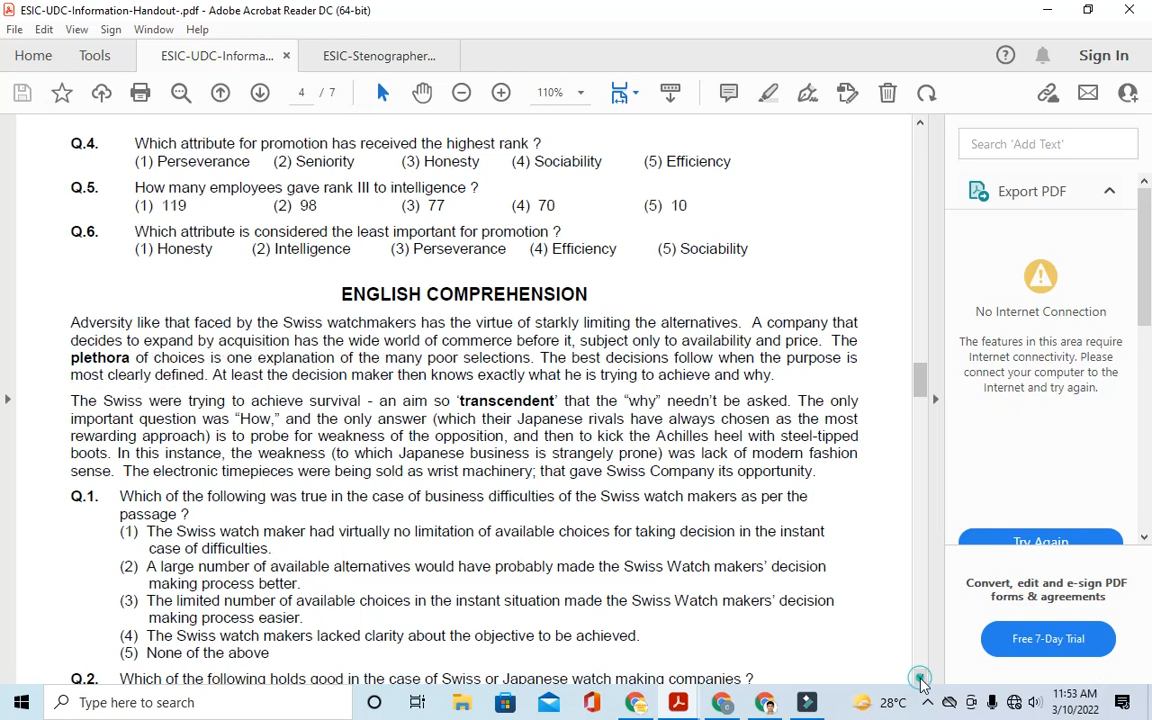 ESIC-UDC-Information-Handout-.pdf - Adobe Acrobat Reader DC (64-bit)
File Edit View Sign Window Help
Home Tools ESIC-UDC-Informa... × ESIC-Stenographer... Sign In
4 / 7 110%
Q.4. Which attribute for promotion has received the highest rank ?
(1) Perseverance (2) Seniority (3) Honesty (4) Sociability (5) Efficiency
Q.5. How many employees gave rank III to intelligence ?
(1) 119 (2) 98 (3) 77 (4) 70 (5) 10
Q.6. Which attribute is considered the least important for promotion ?
(1) Honesty (2) Intelligence (3) Perseverance (4) Efficiency (5) Sociability
ENGLISH COMPREHENSION
Adversity like that faced by the Swiss watchmakers has the virtue of starkly limiting the alternatives. A company that
decides to expand by acquisition has the wide world of commerce before it, subject only to availability and price. The
plethora of choices is one explanation of the many poor selections. The best decisions follow when the purpose is
most clearly defined. At least the decision maker then knows exactly what he is trying to achieve and why.
The Swiss were trying to achieve survival - an aim so ‘transcendent’ that the “why” needn’t be asked. The only
important question was “How,” and the only answer (which their Japanese rivals have always chosen as the most
rewarding approach) is to probe for weakness of the opposition, and then to kick the Achilles heel with steel-tipped
boots. In this instance, the weakness (to which Japanese business is strangely prone) was lack of modern fashion
sense. The electronic timepieces were being sold as wrist machinery; that gave Swiss Company its opportunity.
Q.1. Which of the following was true in the case of business difficulties of the Swiss watch makers as per the
passage ?
(1) The Swiss watch maker had virtually no limitation of available choices for taking decision in the instant
case of difficulties.
(2) A large number of available alternatives would have probably made the Swiss Watch makers’ decision
making process better.
(3) The limited number of available choices in the instant situation made the Swiss Watch makers’ decision
making process easier.
(4) The Swiss watch makers lacked clarity about the objective to be achieved.
(5) None of the above
Q.2. Which of the following holds good in the case of Swiss or Japanese watch making companies ?
Search 'Add Text'
Export PDF
No Internet Connection
The features in this area require
Internet connectivity. Please
connect your computer to the
Internet and try again.
Try Again
Convert, edit and e-sign PDF
forms & agreements
Free 7-Day Trial
Type here to search
28°C
11:53 AM
3/10/2022